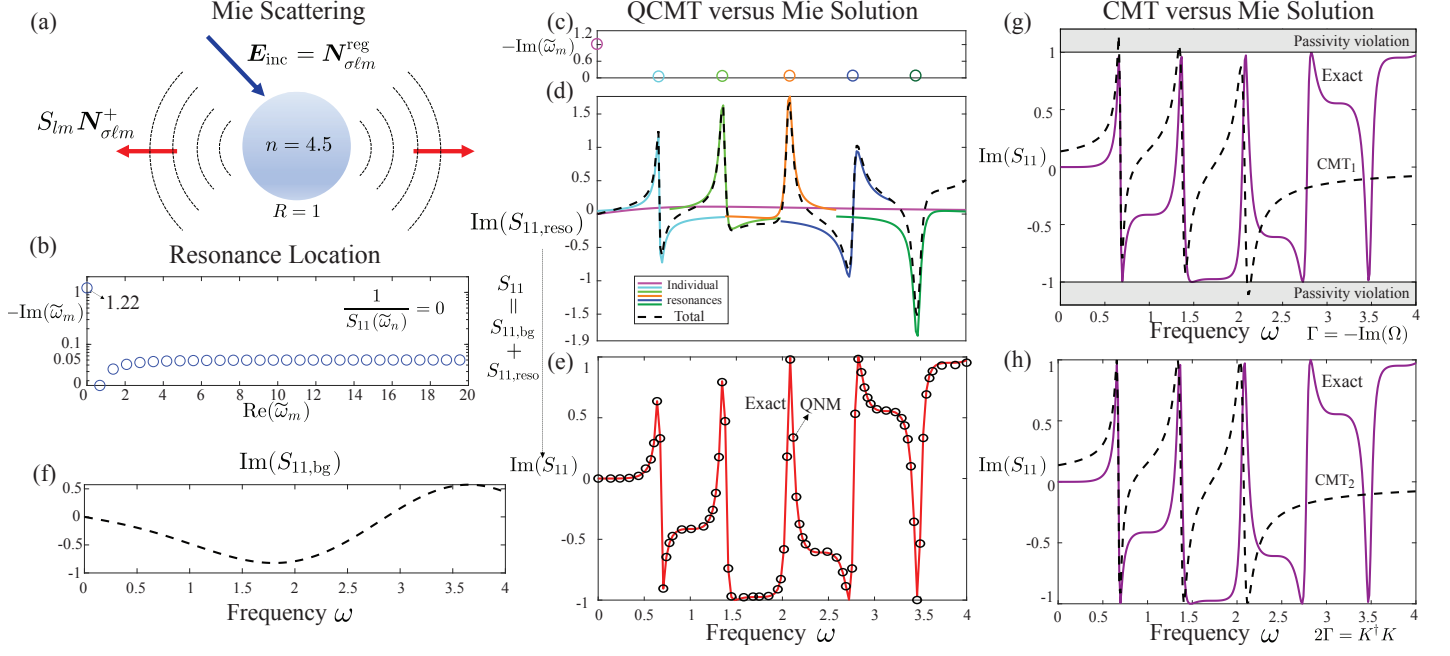 Mie Scattering
(a)
E_inc = N^reg_σℓm
S_lm N^+_σℓm
n = 4.5
R = 1
(b)
Resonance Location
−Im(ω̃_m)
1
0.05
0
1.22
1/S_11(ω̃_n) = 0
0 2 4 6 8 10 12 14 16 18 20
Re(ω̃_m)
(f)
Im(S_11,bg)
0.5
0
-0.5
-1
0 0.5 1 1.5 2 2.5 3 3.5 4
Frequency ω
QCMT versus Mie Solution
(c)
−Im(ω̃_m)
1.2
0
(d)
1.7
1
0.5
Im(S_11,reso)
-0.5
-1
-1.5
-1.9
Individual
resonances
Total
S_11
||
S_11,bg
+
S_11,reso
(e)
1
0.5
Im(S_11)
0
-0.5
-1
Exact
QNM
0 0.5 1 1.5 2 2.5 3 3.5 4
Frequency ω
CMT versus Mie Solution
(g)
Passivity violation
1
Exact
0.5
Im(S_11)
0
CMT_1
-0.5
-1
Passivity violation
0 0.5 1 1.5 2 2.5 3 3.5 4
Frequency ω
Γ = −Im(Ω)
(h)
1
Exact
0.5
Im(S_11)
0
CMT_2
-0.5
-1
0 0.5 1 1.5 2 2.5 3 3.5 4
Frequency ω
2Γ = K^†K